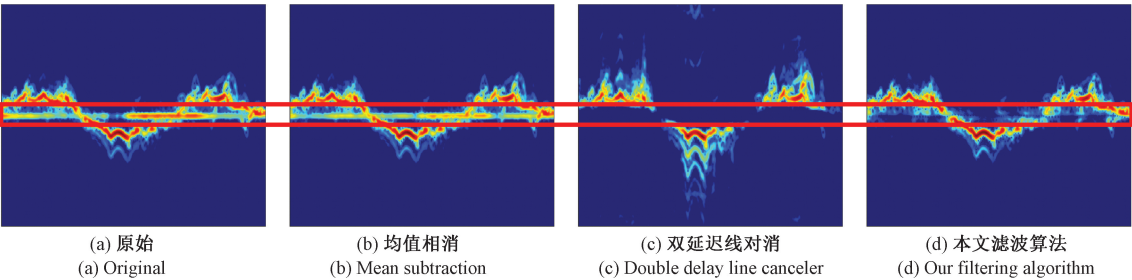 (a) 原始
(a) Original
(b) 均值相消
(b) Mean subtraction
(c) 双延迟线对消
(c) Double delay line canceler
(d) 本文滤波算法
(d) Our filtering algorithm